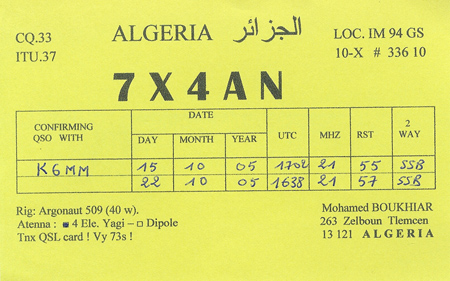 CQ.33 ALGERIA الجزائر LOC. IM 94 GS
ITU.37 10-X # 336 10
7X4AN
CONFIRMING QSO WITH DATE UTC MHZ RST 2 WAY
DAY MONTH YEAR
K6MM 15 10 05 1702 21 55 SSB
22 10 05 1638 21 57 SSB
Rig: Argonaut 509 (40 w). Mohamed BOUKHIAR
Atenna : ■ 4 Ele. Yagi – □ Dipole 263 Zelboun Tlemcen
Tnx QSL card ! Vy 73s ! 13 121 ALGERIA